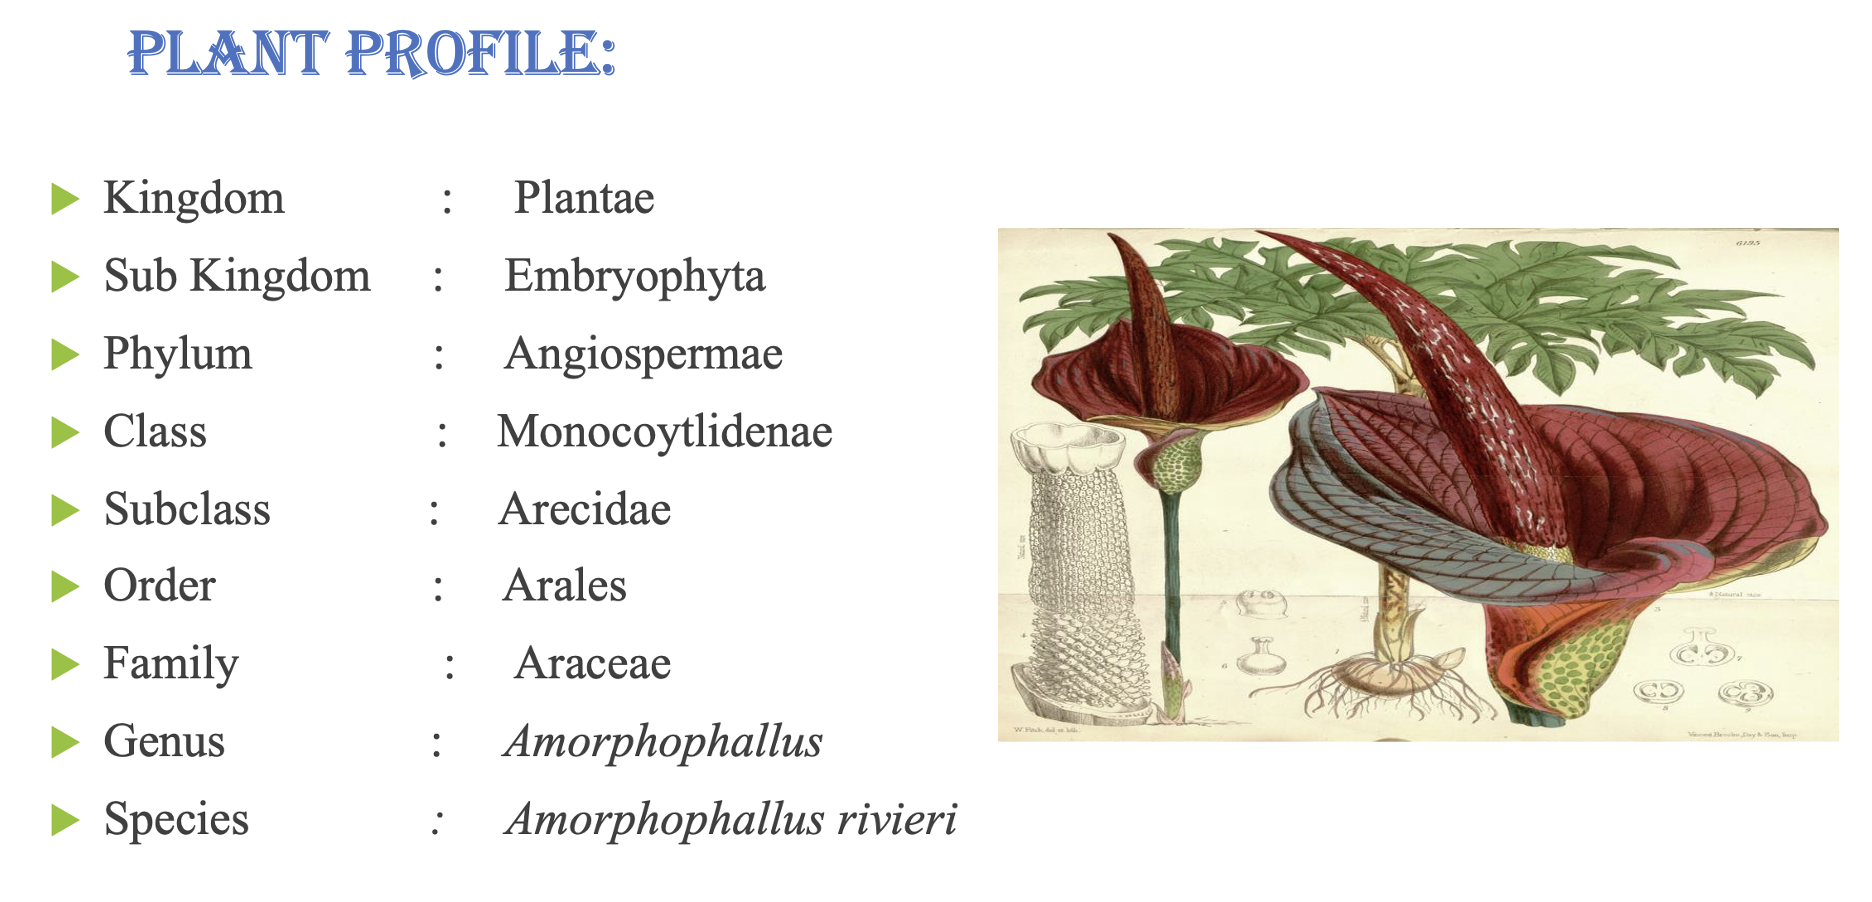 PLANT PROFILE:
Kingdom : Plantae
Sub Kingdom : Embryophyta
Phylum : Angiospermae
Class : Monocoytlidenae
Subclass : Arecidae
Order : Arales
Family : Araceae
Genus : Amorphophallus
Species : Amorphophallus rivieri
6195
W. Fitch, del. et lith.
Vincent Brooks, Day & Son, Imp.